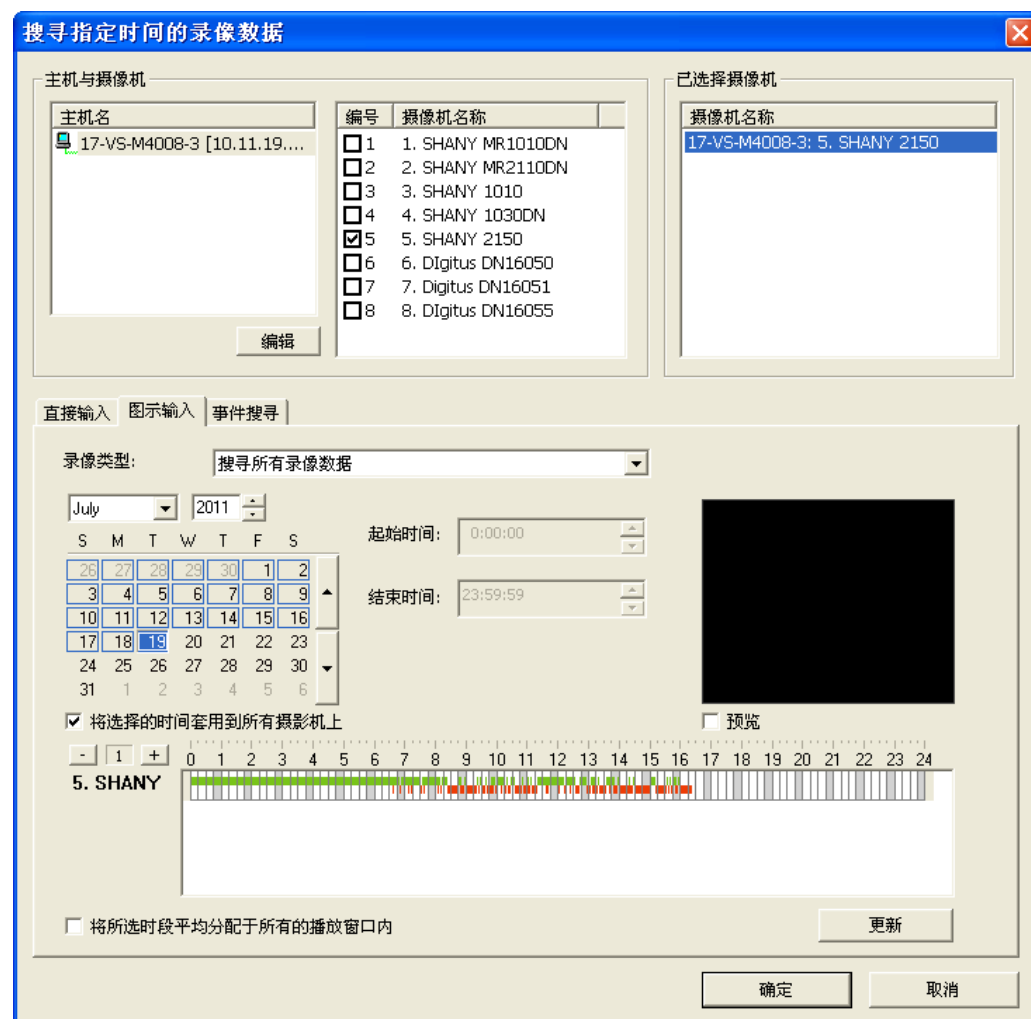 搜寻指定时间的录像数据
主机与摄像机
已选择摄像机
主机名
17-VS-M4008-3 [10.11.19....
编辑
编号 摄像机名称
1 1. SHANY MR1010DN
2 2. SHANY MR2110DN
3 3. SHANY 1010
4 4. SHANY 1030DN
5 5. SHANY 2150
6 6. DIgitus DN16050
7 7. Digitus DN16051
8 8. DIgitus DN16055
摄像机名称
17-VS-M4008-3: 5. SHANY 2150
直接输入 图示输入 事件搜寻
录像类型: 搜寻所有录像数据
July 2011
S M T W T F S
26 27 28 29 30 1 2
3 4 5 6 7 8 9
10 11 12 13 14 15 16
17 18 19 20 21 22 23
24 25 26 27 28 29 30
31 1 2 3 4 5 6
起始时间: 0:00:00
结束时间: 23:59:59
将选择的时间套用到所有摄影机上
预览
- 1 + 0 1 2 3 4 5 6 7 8 9 10 11 12 13 14 15 16 17 18 19 20 21 22 23 24
5. SHANY
将所选时段平均分配于所有的播放窗口内
更新
确定 取消